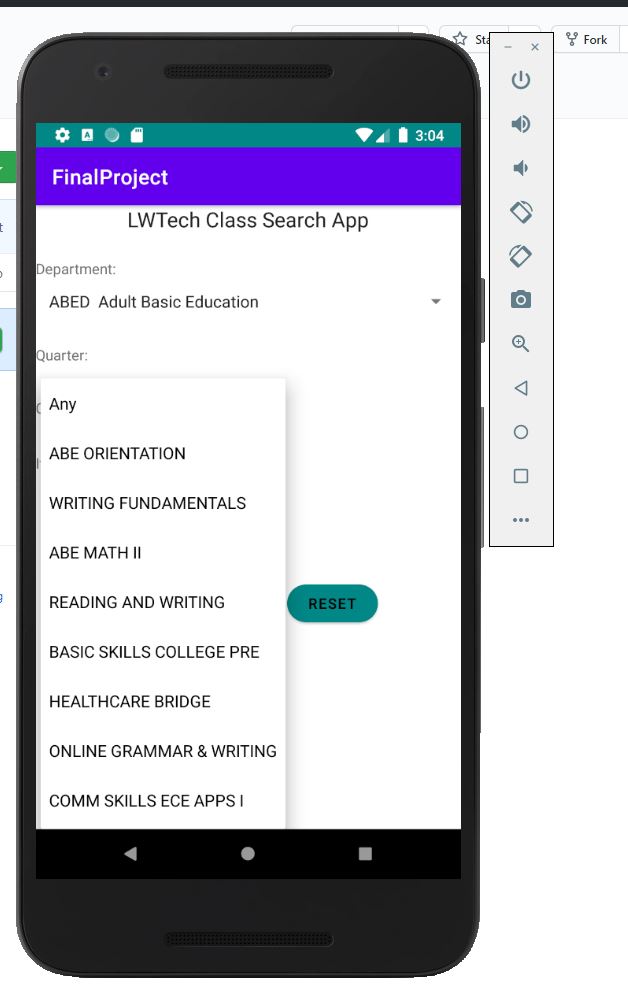 Fork
3:04
FinalProject
LWTech Class Search App
Department:
ABED  Adult Basic Education
Quarter:
Any
ABE ORIENTATION
WRITING FUNDAMENTALS
ABE MATH II
READING AND WRITING
RESET
BASIC SKILLS COLLEGE PRE
HEALTHCARE BRIDGE
ONLINE GRAMMAR & WRITING
COMM SKILLS ECE APPS I